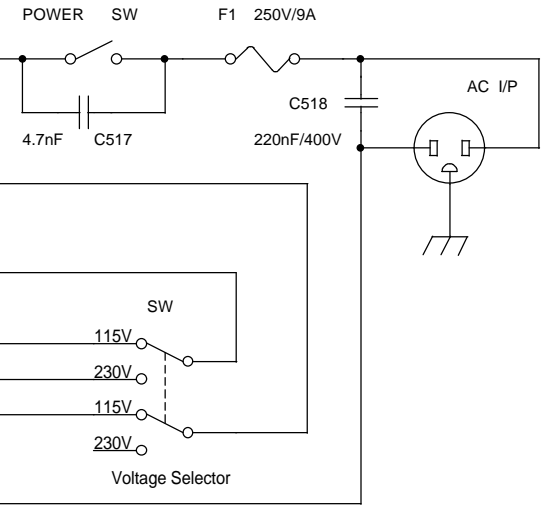 POWER SW F1 250V/9A
AC I/P
C518
4.7nF C517 220nF/400V
SW
115V
230V
115V
230V
Voltage Selector